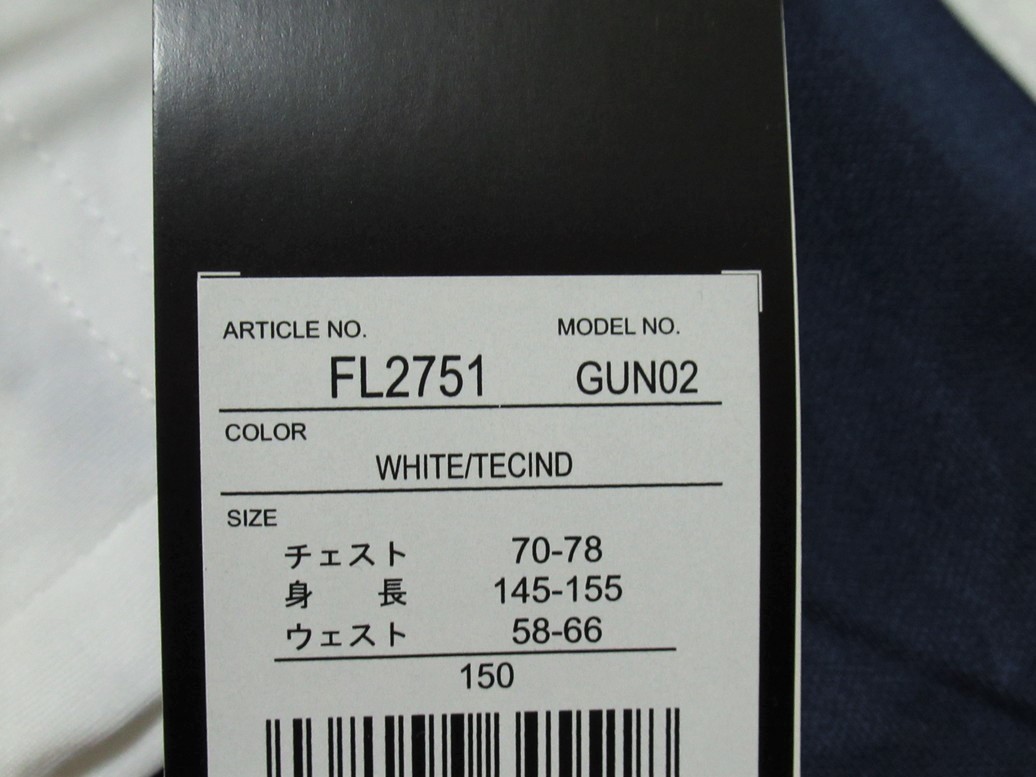 ARTICLE NO. MODEL NO.
FL2751 GUN02
COLOR
WHITE/TECIND
SIZE
チェスト 70-78
身 長 145-155
ウェスト 58-66
150